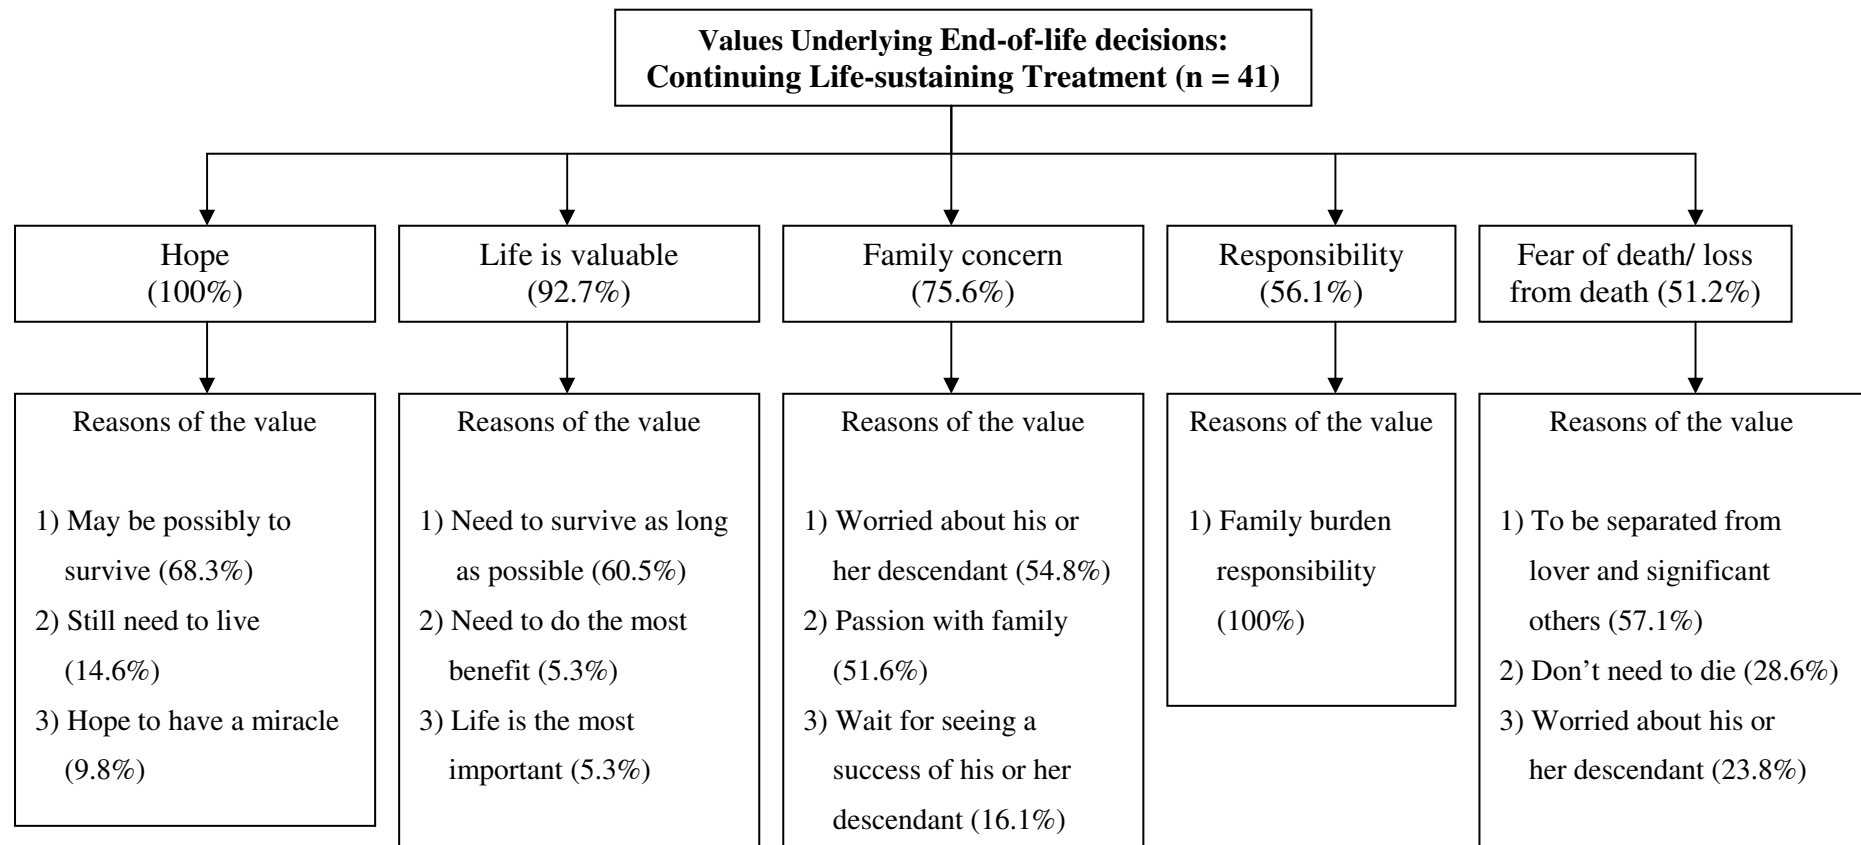 Values Underlying End-of-life decisions:
Continuing Life-sustaining Treatment (n = 41)
Hope
(100%)
Life is valuable
(92.7%)
Family concern
(75.6%)
Responsibility
(56.1%)
Fear of death/ loss
from death (51.2%)
Reasons of the value
1) May be possibly to
survive (68.3%)
2) Still need to live
(14.6%)
3) Hope to have a miracle
(9.8%)
Reasons of the value
1) Need to survive as long
as possible (60.5%)
2) Need to do the most
benefit (5.3%)
3) Life is the most
important (5.3%)
Reasons of the value
1) Worried about his or
her descendant (54.8%)
2) Passion with family
(51.6%)
3) Wait for seeing a
success of his or her
descendant (16.1%)
Reasons of the value
1) Family burden
responsibility
(100%)
Reasons of the value
1) To be separated from
lover and significant
others (57.1%)
2) Don’t need to die (28.6%)
3) Worried about his or
her descendant (23.8%)